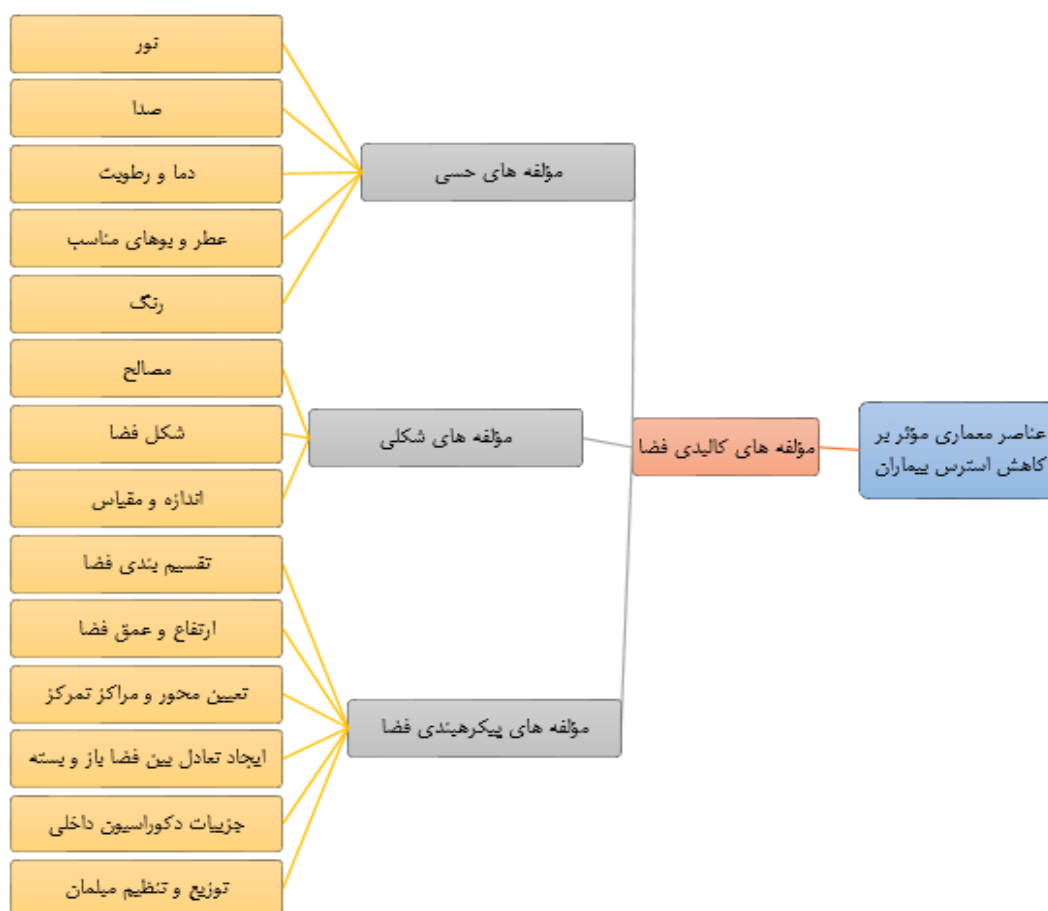 عناصر معماری مؤثر بر
کاهش استرس بیماران
مؤلفه های کالبدی فضا
مؤلفه های حسی
نور
صدا
دما و رطوبت
عطر و بوهای مناسب
رنگ
مؤلفه های شکلی
مصالح
شکل فضا
اندازه و مقیاس
مؤلفه های پیکرهبندی فضا
تقسیم بندی فضا
ارتفاع و عمق فضا
تعیین محور و مراکز تمرکز
ایجاد تعادل بین فضا باز و بسته
جزییات دکوراسیون داخلی
توزیع و تنظیم مبلمان